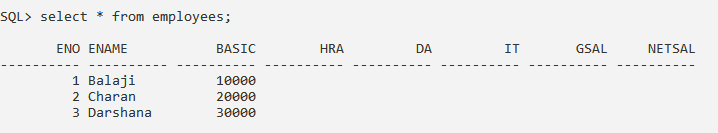 SQL> select * from employees;
ENO ENAME BASIC HRA DA IT GSAL NETSAL
---------- ---------- ---------- ---------- ---------- ---------- ---------- ----------
1 Balaji 10000
2 Charan 20000
3 Darshana 30000